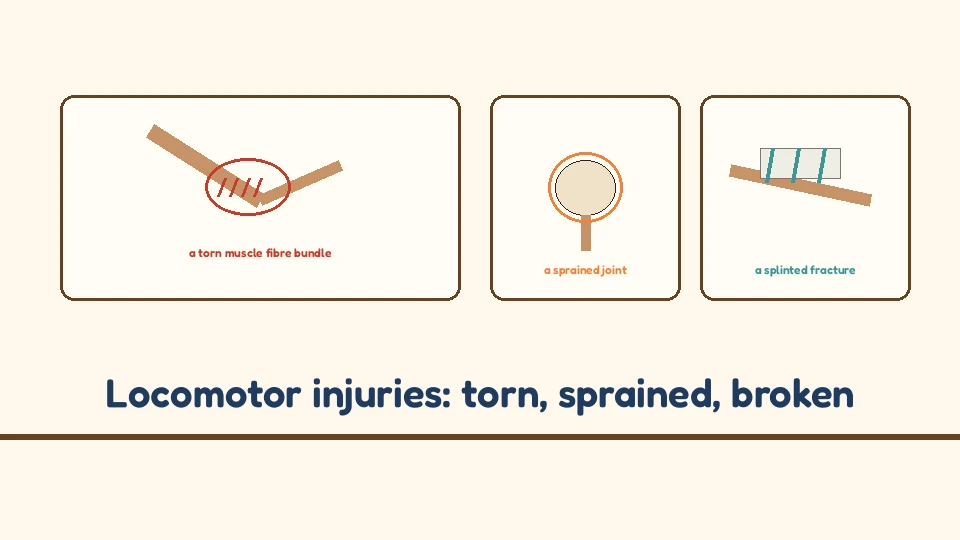 a torn muscle fibre bundle
a sprained joint
a splinted fracture
Locomotor injuries: torn, sprained, broken